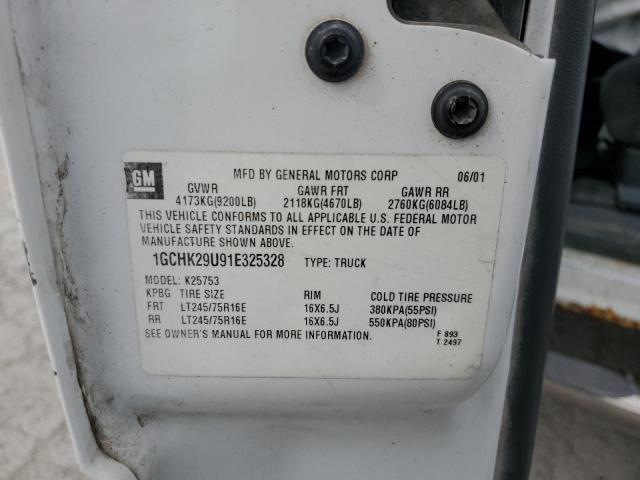 GM MFD BY GENERAL MOTORS CORP 06/01
GVWR GAWR FRT GAWR RR
4173KG(9200LB) 2118KG(4670LB) 2760KG(6084LB)
THIS VEHICLE CONFORMS TO ALL APPLICABLE U.S. FEDERAL MOTOR
VEHICLE SAFETY STANDARDS IN EFFECT ON THE DATE OF
MANUFACTURE SHOWN ABOVE.
1GCHK29U91E325328 TYPE: TRUCK
MODEL: K25753
KPBG TIRE SIZE RIM COLD TIRE PRESSURE
FRT LT245/75R16E 16X6.5J 380KPA(55PSI)
RR LT245/75R16E 16X6.5J 550KPA(80PSI)
SEE OWNER'S MANUAL FOR MORE INFORMATION. F 893
T 2497